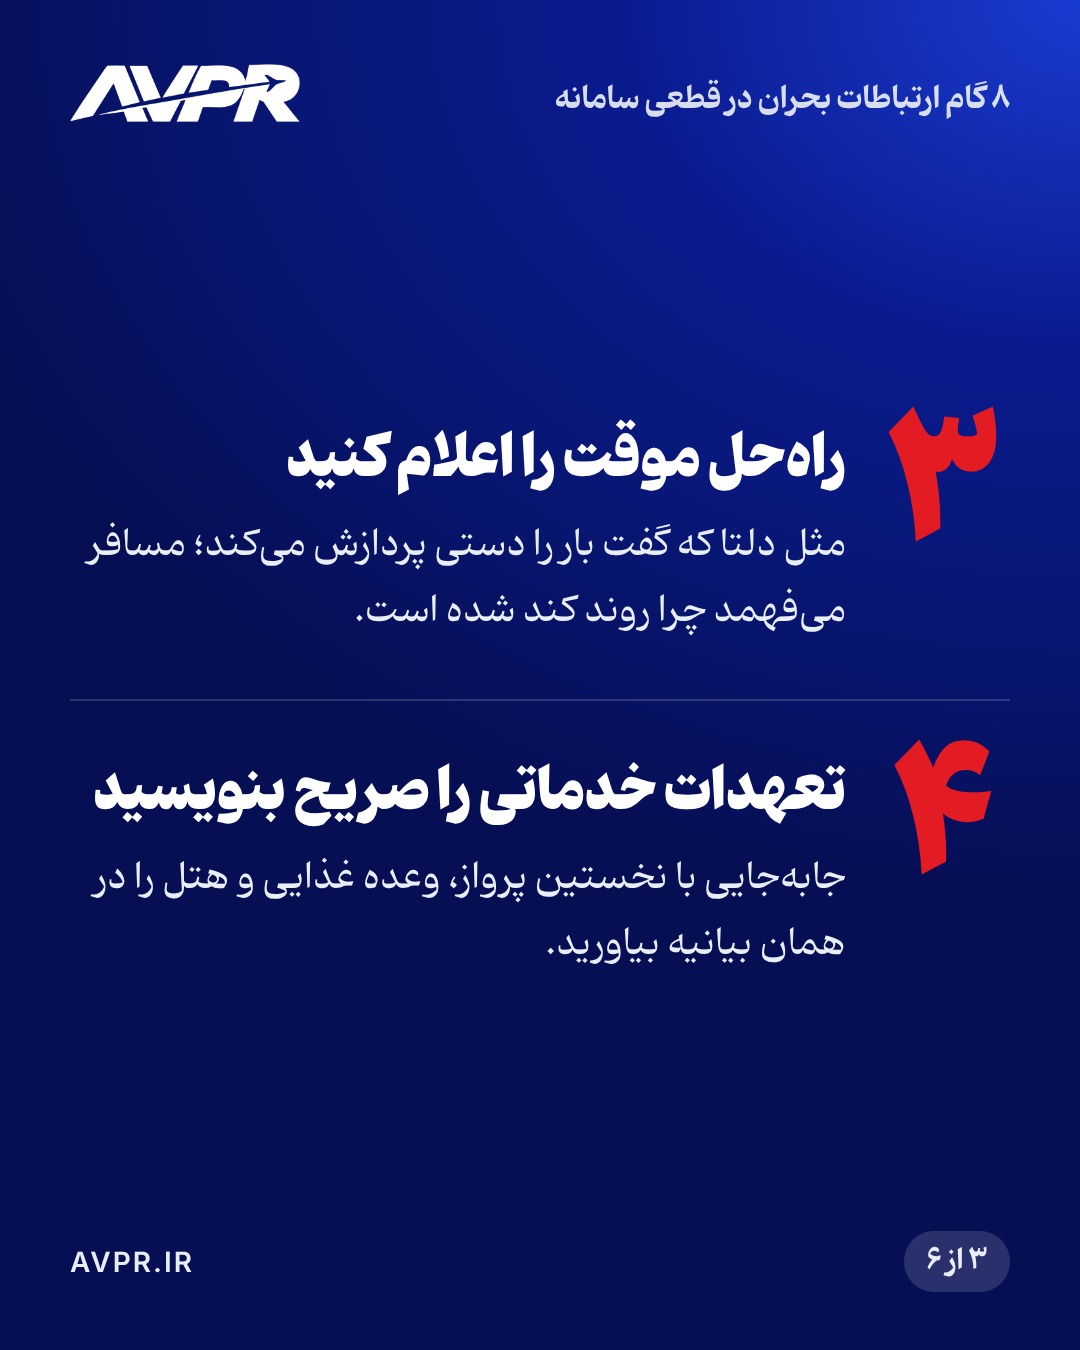 ۸ گام ارتباطات بحران در قطعی سامانه
AVPR
۳
راه‌حل موقت را اعلام کنید
مثل دلتا که گفت بار را دستی پردازش می‌کند؛ مسافر
می‌فهمد چرا روند کند شده است.
۴
تعهدات خدماتی را صریح بنویسید
جابه‌جایی با نخستین پرواز، وعده غذایی و هتل را در
همان بیانیه بیاورید.
۳ از ۶
AVPR.IR